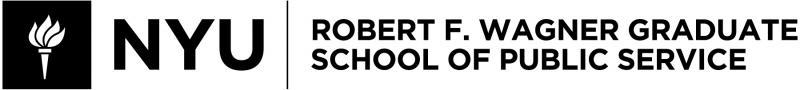 NYU
ROBERT F. WAGNER GRADUATE
SCHOOL OF PUBLIC SERVICE